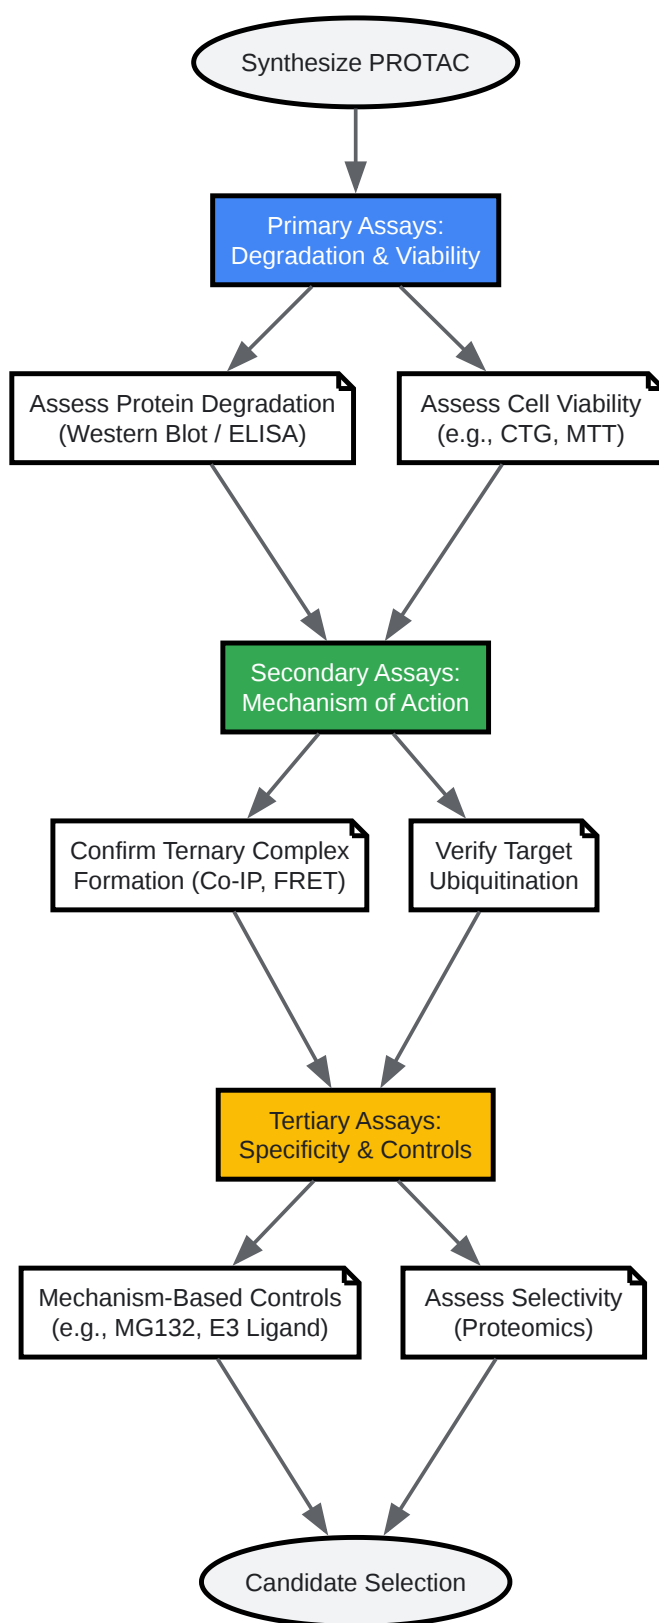 Synthesize PROTAC
Primary Assays:
Degradation & Viability
Assess Protein Degradation
(Western Blot / ELISA)
Assess Cell Viability
(e.g., CTG, MTT)
Secondary Assays:
Mechanism of Action
Confirm Ternary Complex
Formation (Co-IP, FRET)
Verify Target
Ubiquitination
Tertiary Assays:
Specificity & Controls
Mechanism-Based Controls
(e.g., MG132, E3 Ligand)
Assess Selectivity
(Proteomics)
Candidate Selection